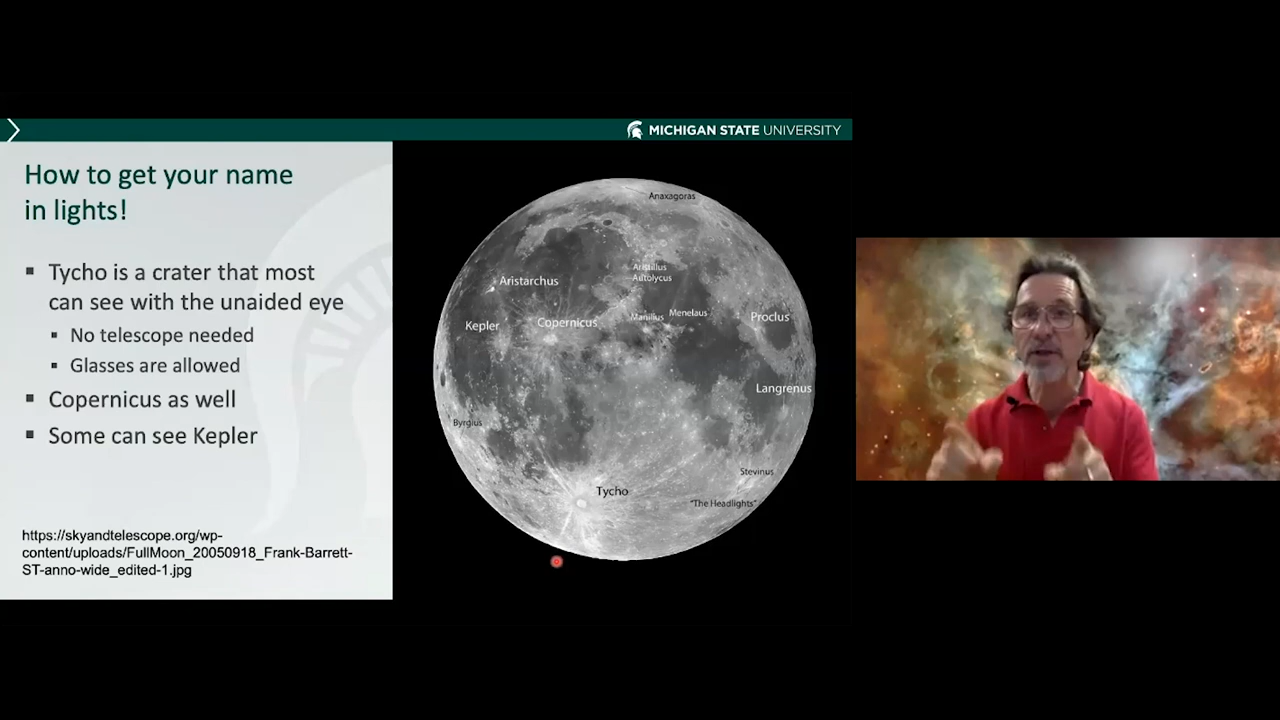 MICHIGAN STATE UNIVERSITY
How to get your name
in lights!
▪ Tycho is a crater that most
can see with the unaided eye
▪ No telescope needed
▪ Glasses are allowed
▪ Copernicus as well
▪ Some can see Kepler
https://skyandtelescope.org/wp-
content/uploads/FullMoon_20050918_Frank-Barrett-
ST-anno-wide_edited-1.jpg
Anaxagoras
Aristillus
Autolycus
Aristarchus
Manilius
Menelaus
Proclus
Kepler
Copernicus
Langrenus
Byrgius
Stevinus
Tycho
"The Headlights"